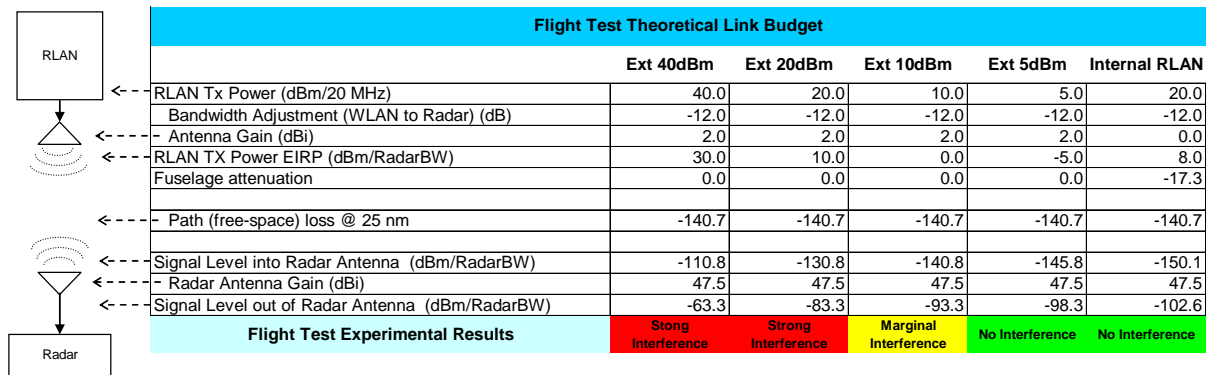 Flight Test Theoretical Link Budget
RLAN
Ext 40dBm Ext 20dBm Ext 10dBm Ext 5dBm Internal RLAN
RLAN Tx Power (dBm/20 MHz) 40.0 20.0 10.0 5.0 20.0
Bandwidth Adjustment (WLAN to Radar) (dB) -12.0 -12.0 -12.0 -12.0 -12.0
Antenna Gain (dBi) 2.0 2.0 2.0 2.0 0.0
RLAN TX Power EIRP (dBm/RadarBW) 30.0 10.0 0.0 -5.0 8.0
Fuselage attenuation 0.0 0.0 0.0 0.0 -17.3
Path (free-space) loss @ 25 nm -140.7 -140.7 -140.7 -140.7 -140.7
Signal Level into Radar Antenna (dBm/RadarBW) -110.8 -130.8 -140.8 -145.8 -150.1
Radar Antenna Gain (dBi) 47.5 47.5 47.5 47.5 47.5
Signal Level out of Radar Antenna (dBm/RadarBW) -63.3 -83.3 -93.3 -98.3 -102.6
Flight Test Experimental Results
Stong Interference
Strong Interference
Marginal Interference
No Interference
No Interference
Radar